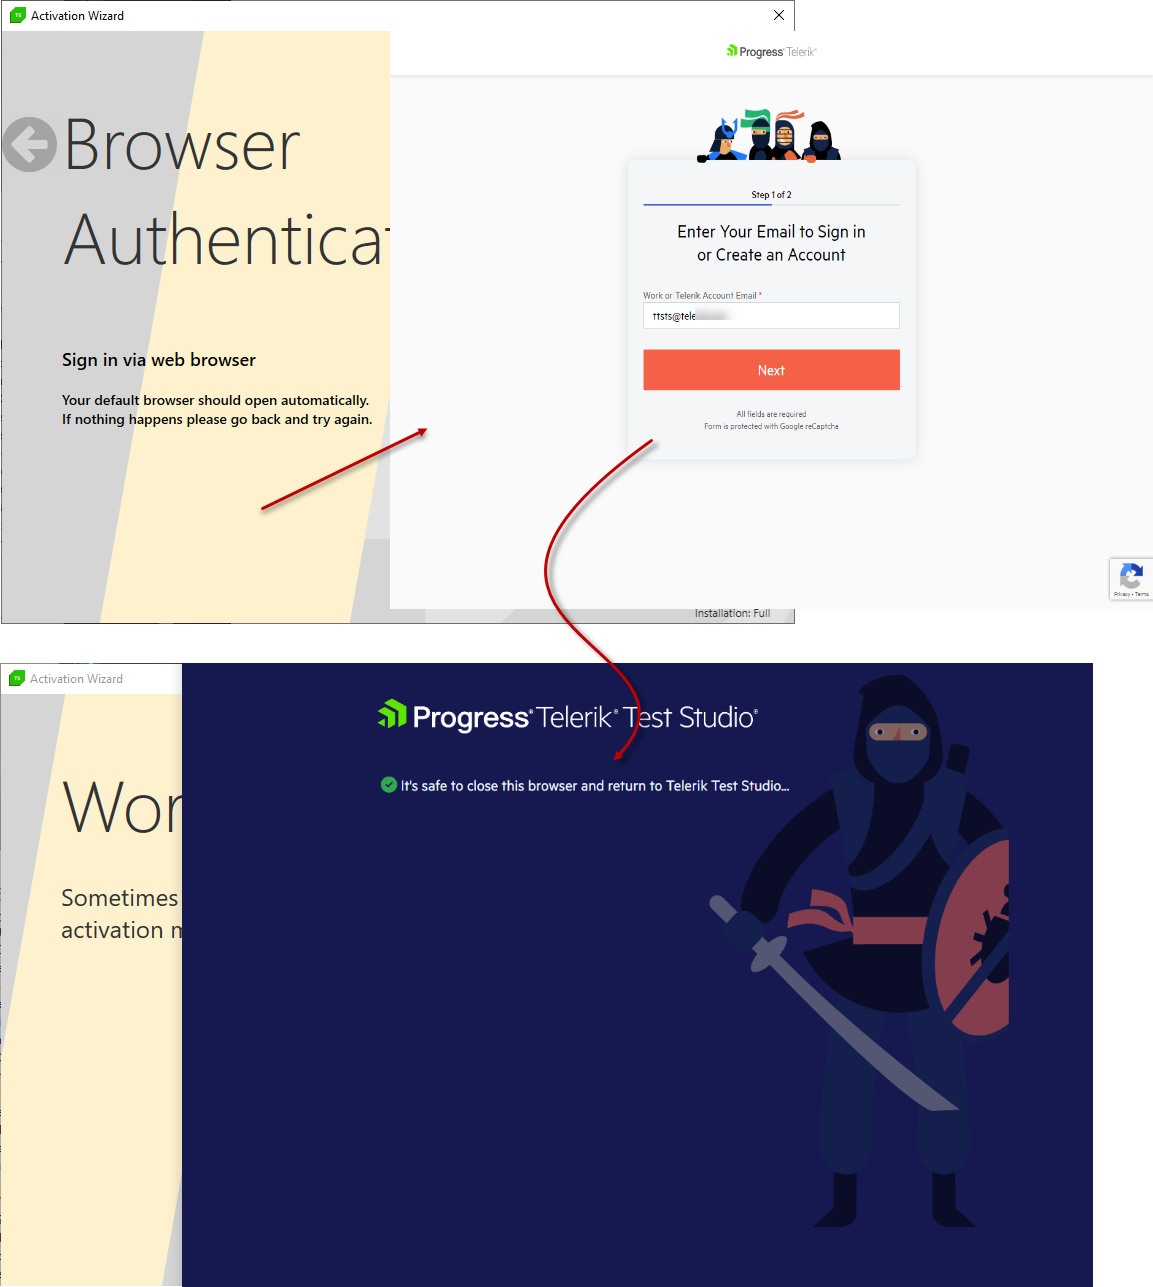 Activation Wizard
Progress® Telerik®
Browser
Sign in via web browser
Your default browser should open automatically.
If nothing happens please go back and try again.
Step 1 of 2
Enter Your Email to Sign in
or Create an Account
Work or Telerik Account Email *
Next
All fields are required
Form is protected with Google reCaptcha
Privacy - Terms
Installation: Full
Activation Wizard
Sometimes
activation
Progress® Telerik® Test Studio®
It's safe to close this browser and return to Telerik Test Studio...